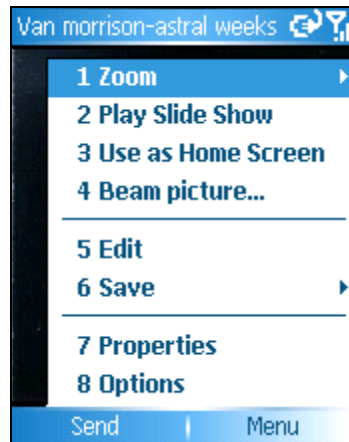 Van morrison-astral weeks
1 Zoom
2 Play Slide Show
3 Use as Home Screen
4 Beam picture...
5 Edit
6 Save
7 Properties
8 Options
Send Menu